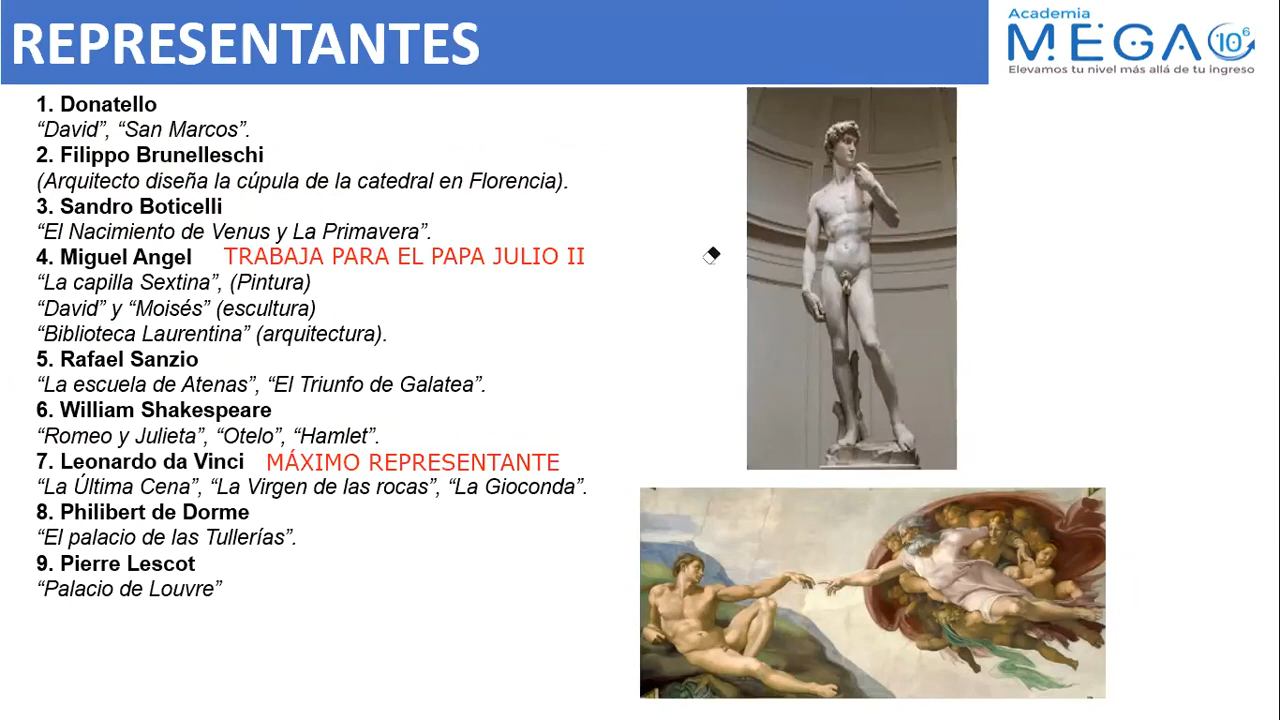 REPRESENTANTES
Academia
MEGA 10⁶
Elevamos tu nivel más allá de tu ingreso
1. Donatello
“David”, “San Marcos”.
2. Filippo Brunelleschi
(Arquitecto diseña la cúpula de la catedral en Florencia).
3. Sandro Boticelli
“El Nacimiento de Venus y La Primavera”.
4. Miguel Angel TRABAJA PARA EL PAPA JULIO II
“La capilla Sextina”, (Pintura)
“David” y “Moisés” (escultura)
“Biblioteca Laurentina” (arquitectura).
5. Rafael Sanzio
“La escuela de Atenas”, “El Triunfo de Galatea”.
6. William Shakespeare
“Romeo y Julieta”, “Otelo”, “Hamlet”.
7. Leonardo da Vinci MÁXIMO REPRESENTANTE
“La Última Cena”, “La Virgen de las rocas”, “La Gioconda”.
8. Philibert de Dorme
“El palacio de las Tullerías”.
9. Pierre Lescot
“Palacio de Louvre”